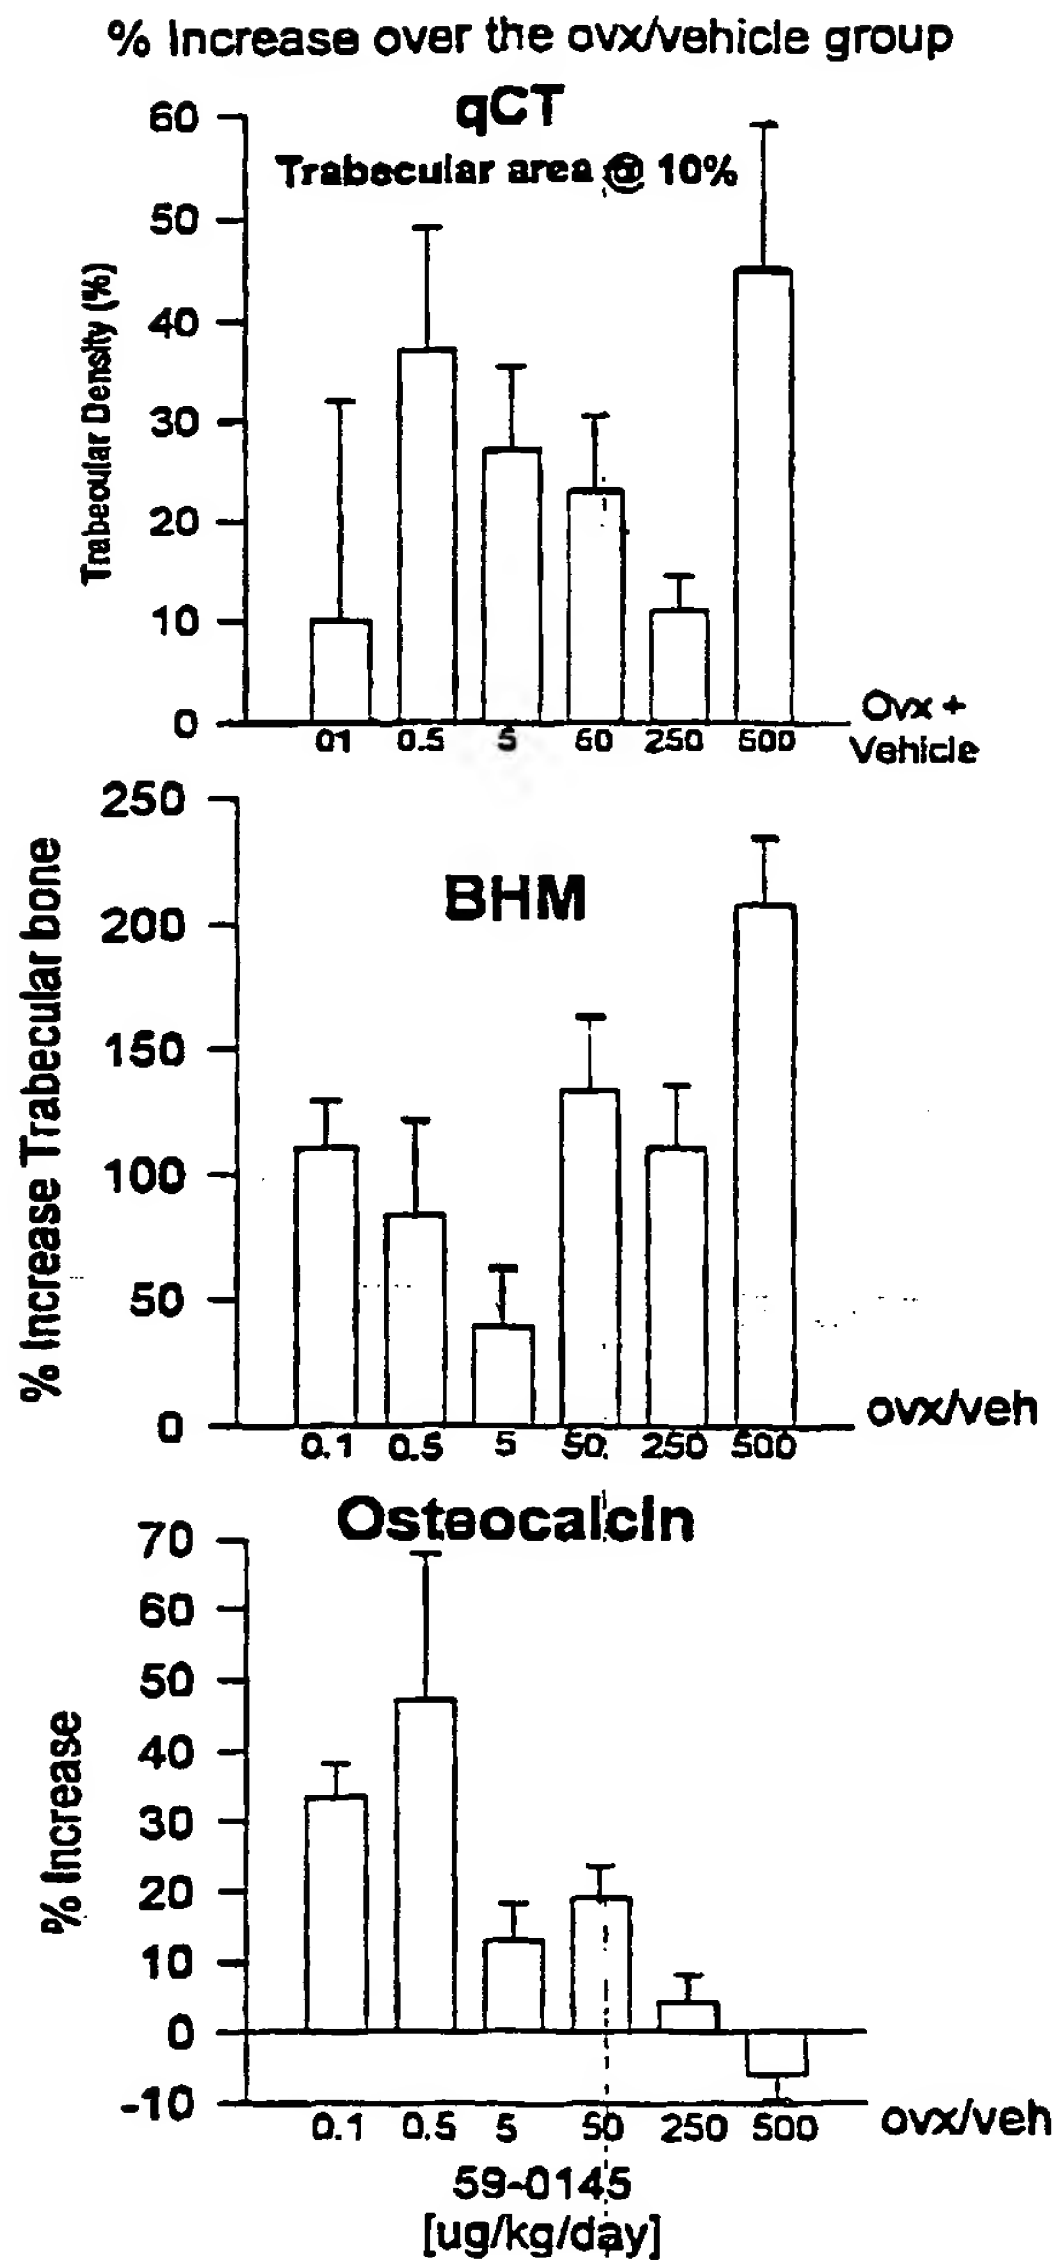 % Increase over the ovx/vehicle group
qCT
Trabecular area @ 10%
Trabecular Density (%)
60
50
40
30
20
10
0
01 0.5 5 50 250 500
Ovx +
Vehicle
BHM
% Increase Trabecular bone
250
200
150
100
50
0
0.1 0.5 5 50 250 500
ovx/veh
Osteocalcin
% Increase
70
60
50
40
30
20
10
0
-10
0.1 0.5 5 50 250 500
ovx/veh
59-0145
[ug/kg/day]